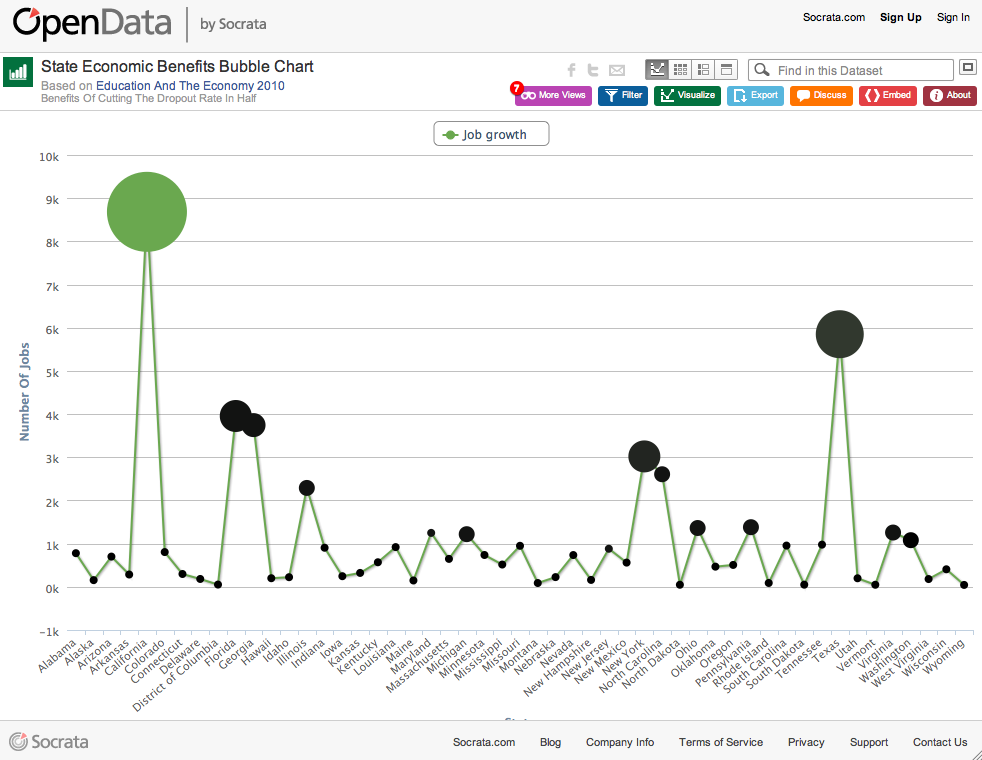 OpenData by Socrata
Socrata.com Sign Up Sign In
State Economic Benefits Bubble Chart
Based on Education And The Economy 2010
Benefits Of Cutting The Dropout Rate In Half
Find in this Dataset
7 More Views Filter Visualize Export Discuss Embed About
Job growth
10k
9k
8k
7k
6k
5k
4k
3k
2k
1k
0k
-1k
Number Of Jobs
Alabama
Alaska
Arizona
Arkansas
California
Colorado
Connecticut
Delaware
District of Columbia
Florida
Georgia
Hawaii
Idaho
Illinois
Indiana
Iowa
Kansas
Kentucky
Louisiana
Maine
Maryland
Massachusetts
Michigan
Minnesota
Mississippi
Missouri
Montana
Nebraska
Nevada
New Hampshire
New Jersey
New Mexico
New York
North Carolina
North Dakota
Ohio
Oklahoma
Oregon
Pennsylvania
Rhode Island
South Carolina
South Dakota
Tennessee
Texas
Utah
Vermont
Virginia
Washington
West Virginia
Wisconsin
Wyoming
Socrata
Socrata.com Blog Company Info Terms of Service Privacy Support Contact Us